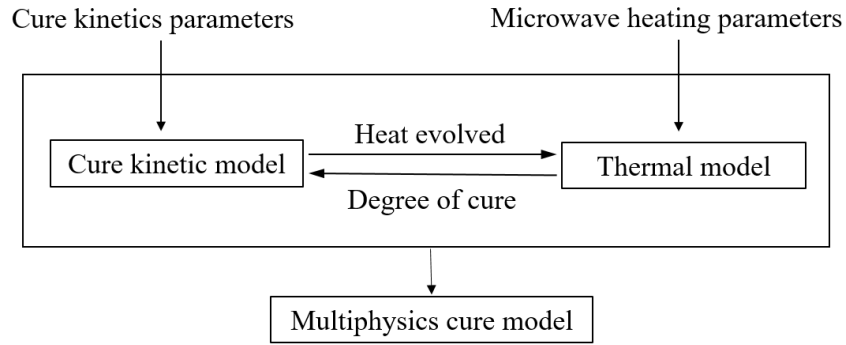 Cure kinetics parameters
Microwave heating parameters
Heat evolved
Cure kinetic model
Thermal model
Degree of cure
Multiphysics cure model